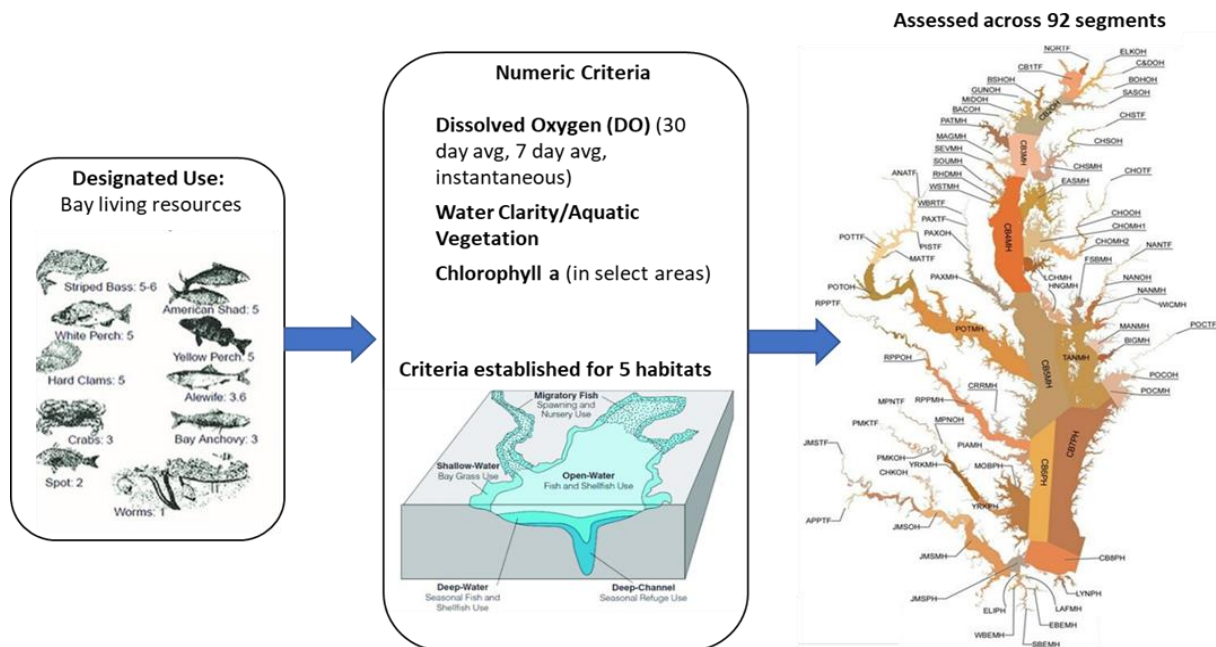 Designated Use:
Bay living resources
Striped Bass: 5-6
American Shad: 5
White Perch: 5
Yellow Perch: 5
Hard Clams: 5
Alewife: 3.6
Crabs: 3
Bay Anchovy: 3
Spot: 2
Worms: 1
Numeric Criteria
Dissolved Oxygen (DO) (30
day avg, 7 day avg,
instantaneous)
Water Clarity/Aquatic
Vegetation
Chlorophyll a (in select areas)
Criteria established for 5 habitats
Migratory Fish
Spawning and
Nursery Use
Shallow-Water
Bay Grass Use
Open-Water
Fish and Shellfish Use
Deep-Water
Seasonal Fish and
Shellfish Use
Deep-Channel
Seasonal Refuge Use
Assessed across 92 segments
NORTF
ELKOH
CB1TF
C&DOH
BSHOH
BOHOH
GUNOH
SASOH
MIDOH
CB2OH
BACOH
CHSTF
PATMH
CHSOH
MAGMH
CB3MH
SEVMH
CHSMH
SOUMH
CHOTF
RHDMH
EASMH
ANATF
WSTMH
WBRTF
CHOOH
PAXTF
CB4MH
CHOMH1
POTTF
PAXOH
PISTF
CHOMH2
NANTF
MATTF
FSBMH
LCHMH
PAXMH
HNGMH
NANOH
POTOH
NANMH
RPPTF
WICMH
POTMH
MANMH
POCTF
BIGMH
RPPOH
CB5MH
TANMH
POCOH
CRRMH
POCMH
MPNTF
RPPMH
MPNOH
PMKTF
PIAMH
JMSTF
CB7PH
PMKOH
MOBPH
YRKMH
CB6PH
CHKOH
YRKPH
APPTF
JMSOH
JMSMH
CB8PH
LYNPH
JMSPH
ELIPH
LAFMH
EBEMH
WBEMH
SBEMH